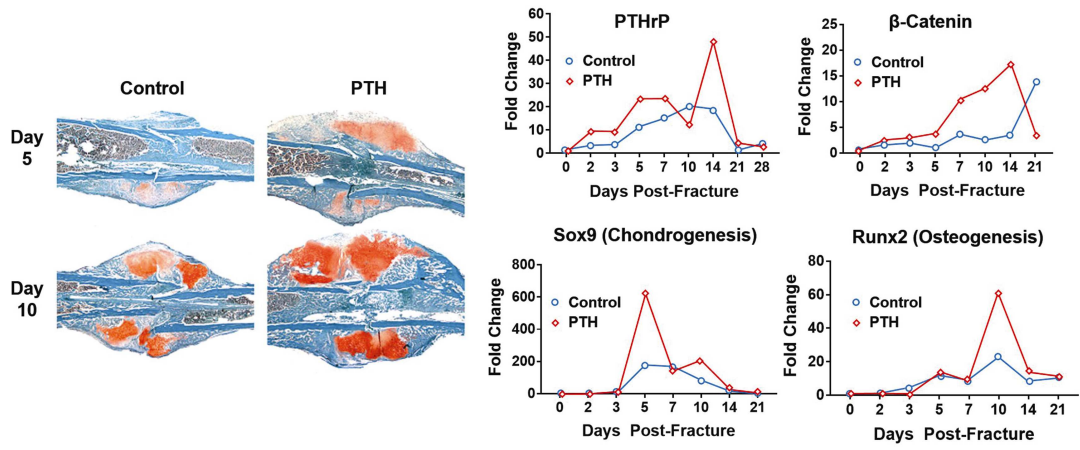 Control PTH
Day
5
Day
10
PTHrP
Fold Change
60
50
40
30
20
10
0
Control
PTH
0 2 3 5 7 10 14 21 28
Days Post-Fracture
β-Catenin
Fold Change
25
20
15
10
5
0
Control
PTH
0 2 3 5 7 10 14 21
Days Post-Fracture
Sox9 (Chondrogenesis)
Fold Change
800
600
400
200
0
Control
PTH
0 2 3 5 7 10 14 21
Days Post-Fracture
Runx2 (Osteogenesis)
Fold Change
80
60
40
20
0
Control
PTH
0 2 3 5 7 10 14 21
Days Post-Fracture